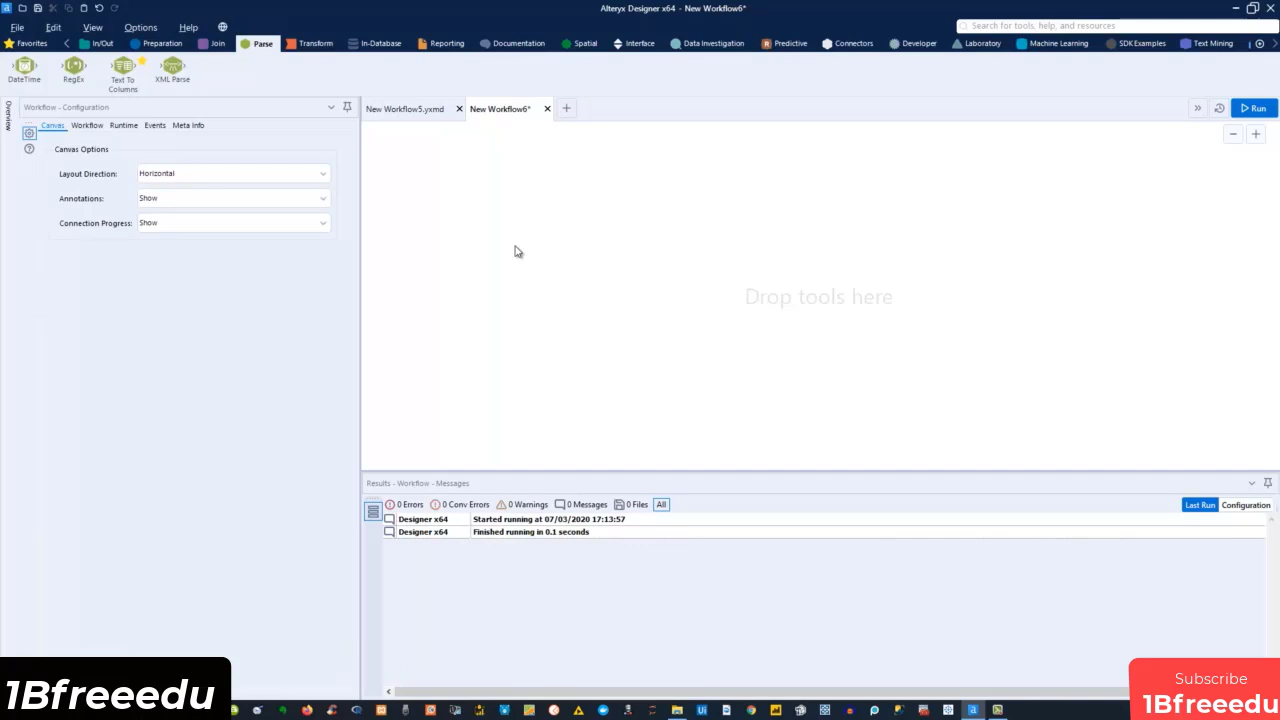 Alteryx Designer x64 - New Workflow6*
File Edit View Options Help
Search for tools, help, and resources
Favorites In/Out Preparation Join Parse Transform In-Database Reporting Documentation Spatial Interface Data Investigation Predictive Connectors Developer Laboratory Machine Learning SDK Examples Text Mining
DateTime RegEx Text To Columns XML Parse
Overview
Workflow - Configuration
New Workflow5.yxmd New Workflow6* Run
Canvas Workflow Runtime Events Meta Info
Canvas Options
Layout Direction: Horizontal
Annotations: Show
Connection Progress: Show
Drop tools here
Results - Workflow - Messages
0 Errors 0 Conv Errors 0 Warnings 0 Messages 0 Files All Last Run Configuration
Designer x64 Started running at 07/03/2020 17:13:57
Designer x64 Finished running in 0.1 seconds
1Bfreeedu
Subscribe
1Bfreeedu